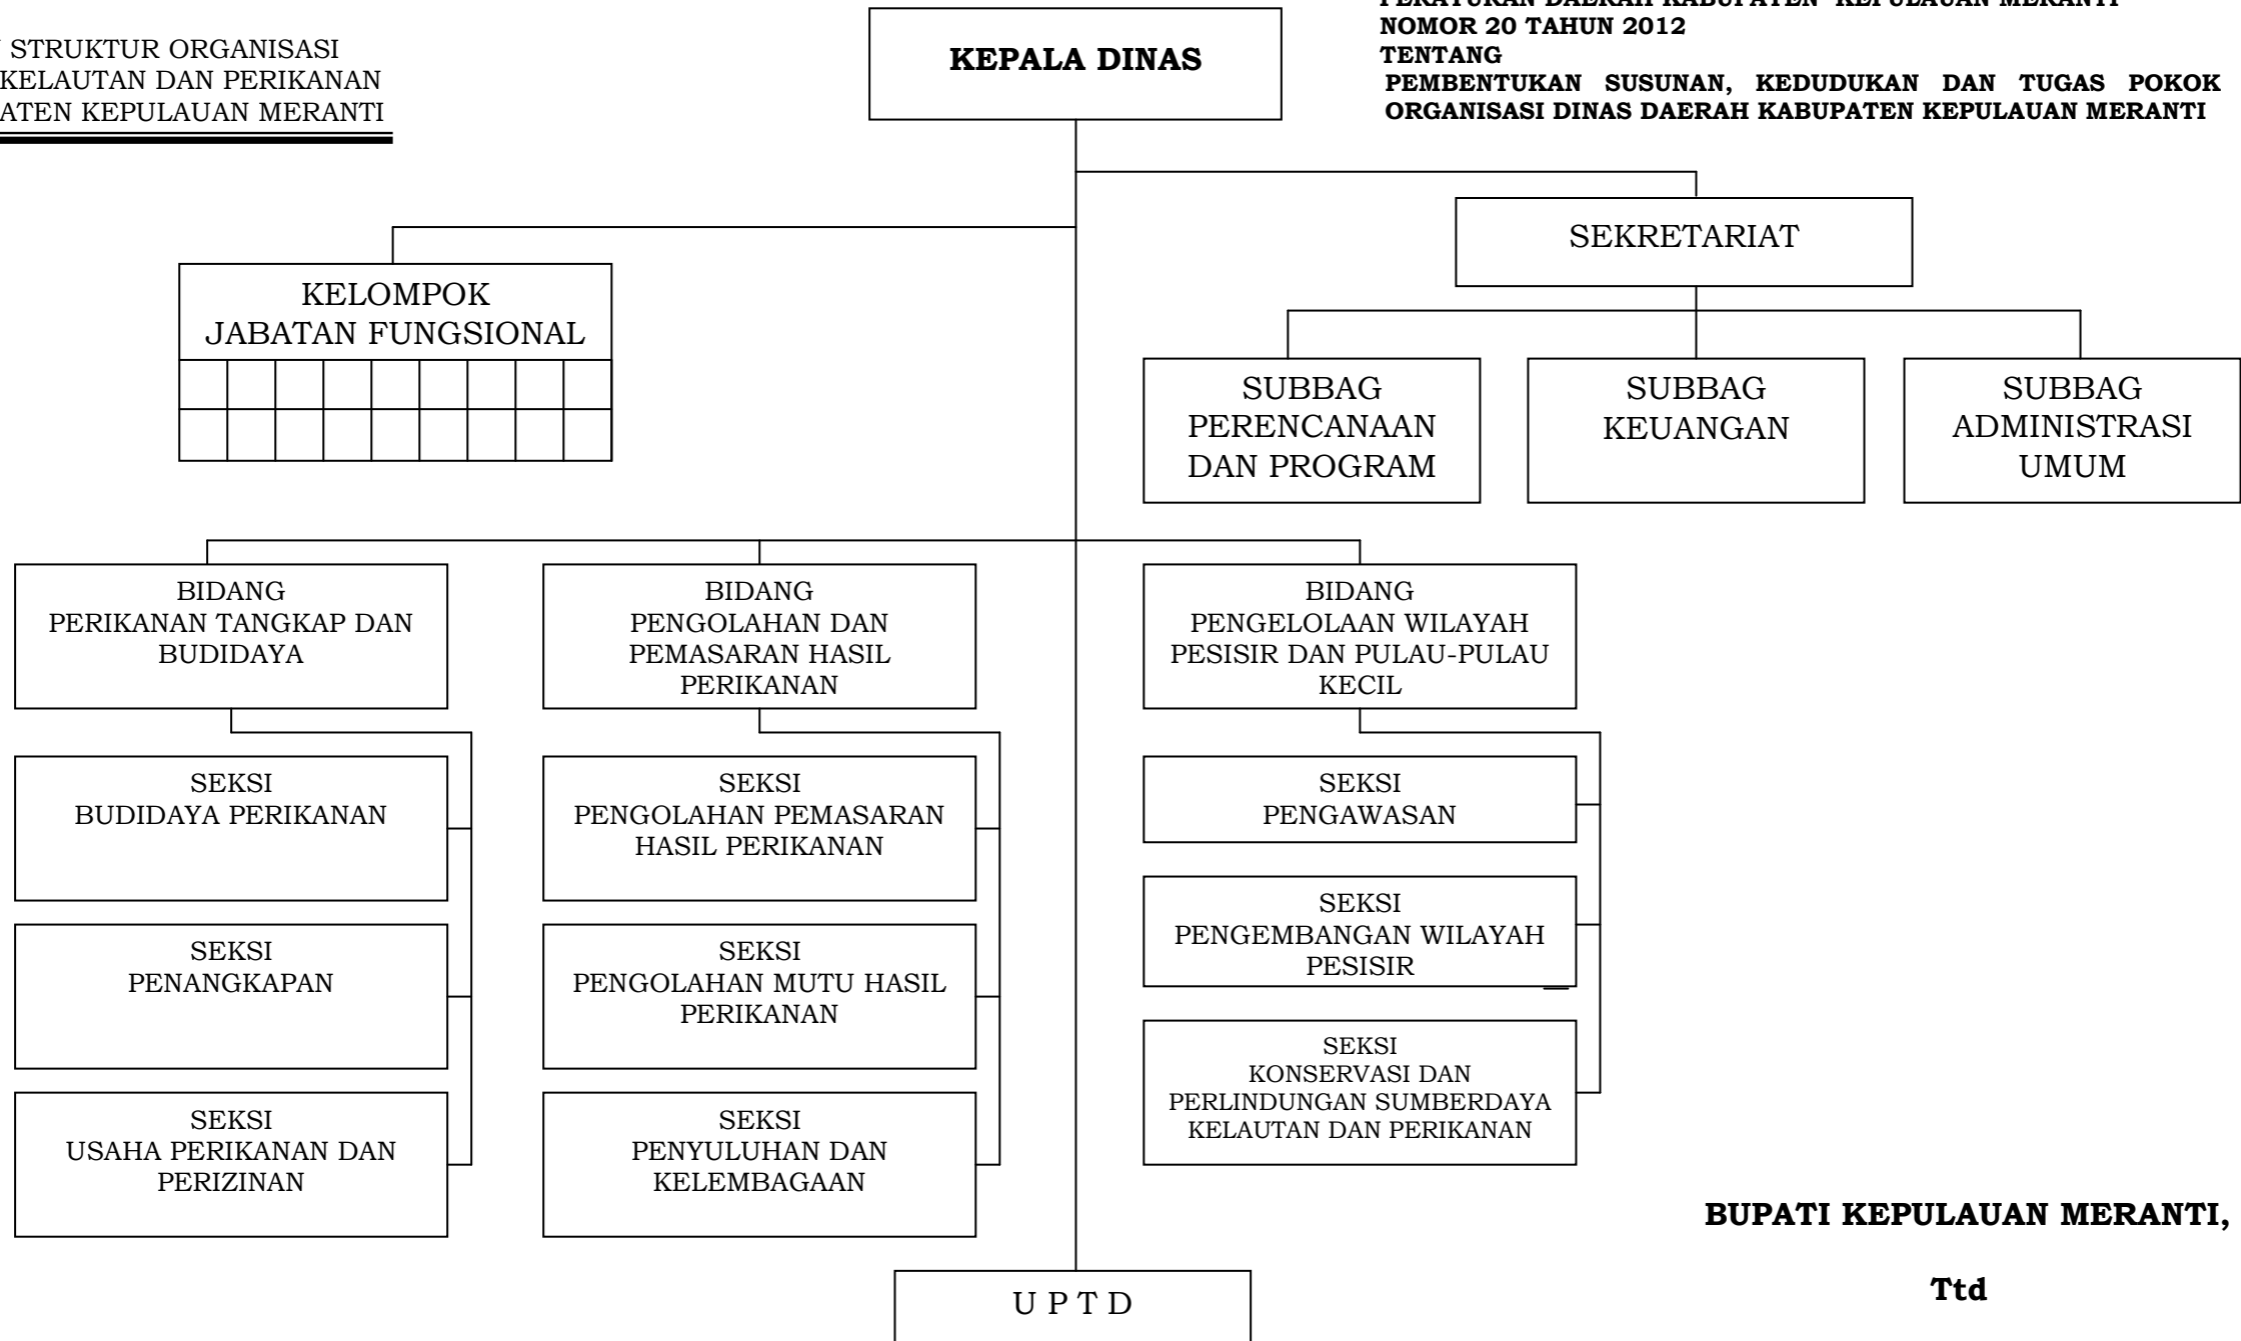 STRUKTUR ORGANISASI
KELAUTAN DAN PERIKANAN
ATEN KEPULAUAN MERANTI
PERATURAN DAERAH KABUPATEN KEPULAUAN MERANTI
NOMOR 20 TAHUN 2012
TENTANG
PEMBENTUKAN SUSUNAN, KEDUDUKAN DAN TUGAS POKOK
ORGANISASI DINAS DAERAH KABUPATEN KEPULAUAN MERANTI
KEPALA DINAS
SEKRETARIAT
KELOMPOK
JABATAN FUNGSIONAL
SUBBAG
PERENCANAAN
DAN PROGRAM
SUBBAG
KEUANGAN
SUBBAG
ADMINISTRASI
UMUM
BIDANG
PERIKANAN TANGKAP DAN
BUDIDAYA
BIDANG
PENGOLAHAN DAN
PEMASARAN HASIL
PERIKANAN
BIDANG
PENGELOLAAN WILAYAH
PESISIR DAN PULAU-PULAU
KECIL
SEKSI
BUDIDAYA PERIKANAN
SEKSI
PENGOLAHAN PEMASARAN
HASIL PERIKANAN
SEKSI
PENGAWASAN
SEKSI
PENANGKAPAN
SEKSI
PENGOLAHAN MUTU HASIL
PERIKANAN
SEKSI
PENGEMBANGAN WILAYAH
PESISIR
SEKSI
USAHA PERIKANAN DAN
PERIZINAN
SEKSI
PENYULUHAN DAN
KELEMBAGAAN
SEKSI
KONSERVASI DAN
PERLINDUNGAN SUMBERDAYA
KELAUTAN DAN PERIKANAN
U P T D
BUPATI KEPULAUAN MERANTI,
Ttd